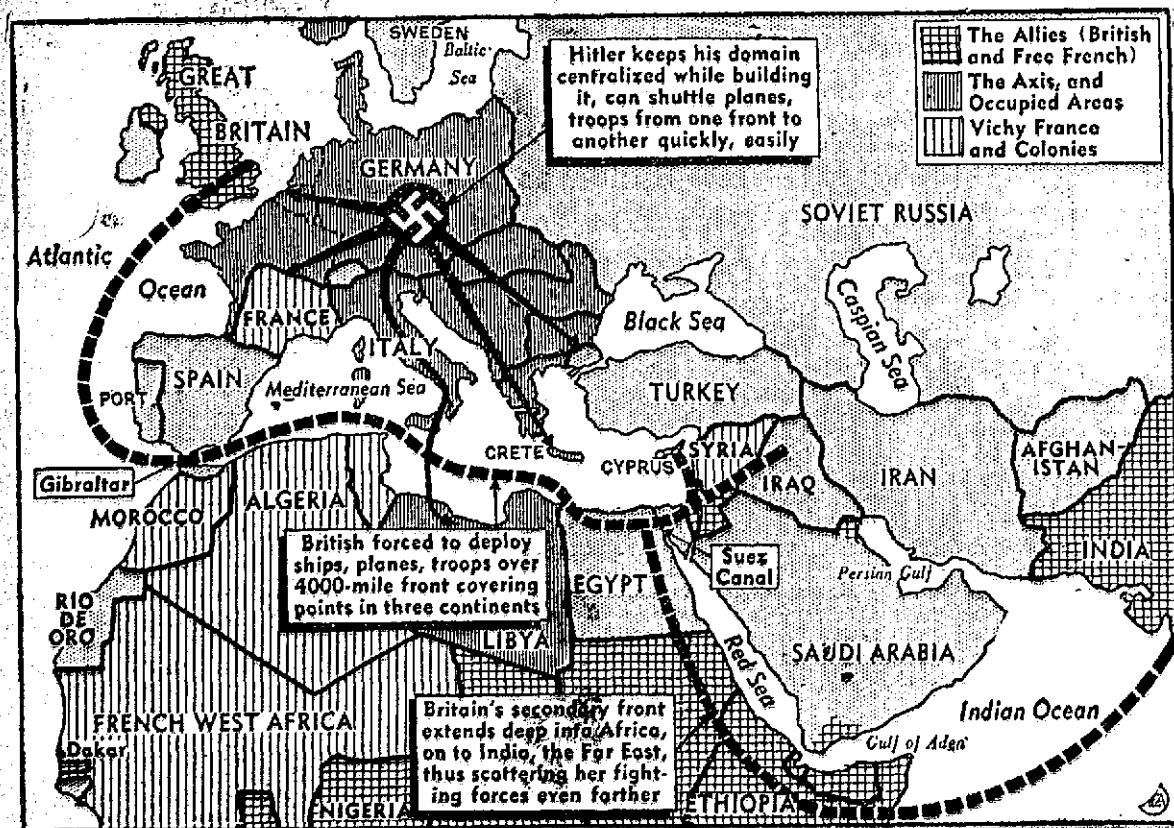 SWEDEN
Baltic
Sea
GREAT
BRITAIN
GERMANY
Hitler keeps his domain
centralized while building
it, can shuttle planes,
troops from one front to
another quickly, easily
The Allies (British
and Free French)
The Axis, and
Occupied Areas
Vichy France
and Colonies
SOVIET RUSSIA
Atlantic
Ocean
FRANCE
ITALY
Black Sea
Caspian Sea
PORT.
SPAIN
Mediterranean Sea
TURKEY
CRETE
CYPRUS
SYRIA
IRAQ
IRAN
AFGHAN-
ISTAN
Gibraltar
MOROCCO
ALGERIA
British forced to deploy
ships, planes, troops over
4000-mile front covering
points in three continents
EGYPT
Suez
Canal
Persian Gulf
INDIA
RIO
DE
ORO
LIBYA
Red Sea
SAUDI ARABIA
FRENCH WEST AFRICA
Dakar
Britain's secondary front
extends deep into Africa,
on to India, the Far East,
thus scattering her fight-
ing forces even farther
Indian Ocean
Gulf of Aden
NIGERIA
ETHIOPIA